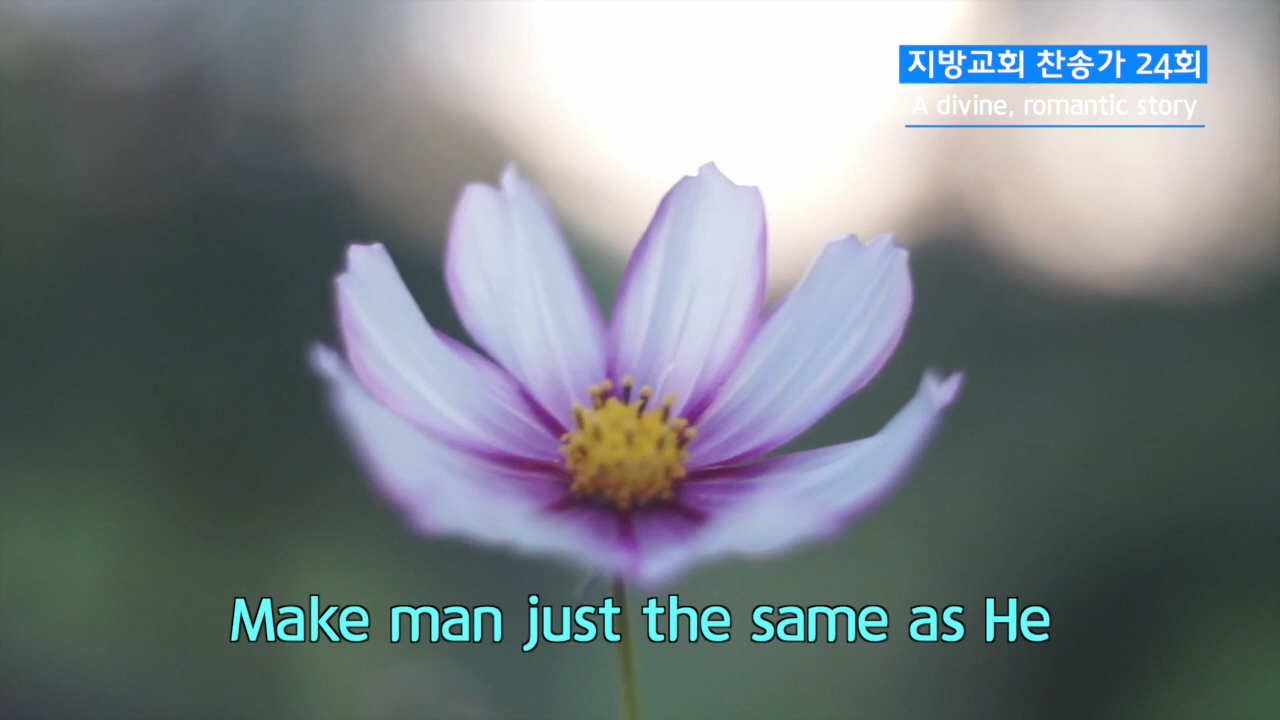 지방교회 찬송가 24회
A divine, romantic story
Make man just the same as He